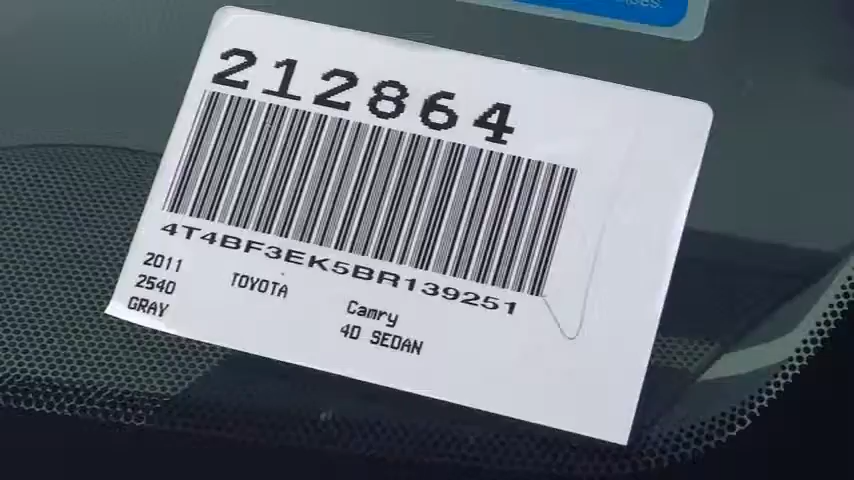 212864
4T4BF3EK5BR139251
2011
2540 TOYOTA Camry
GRAY 4D SEDAN